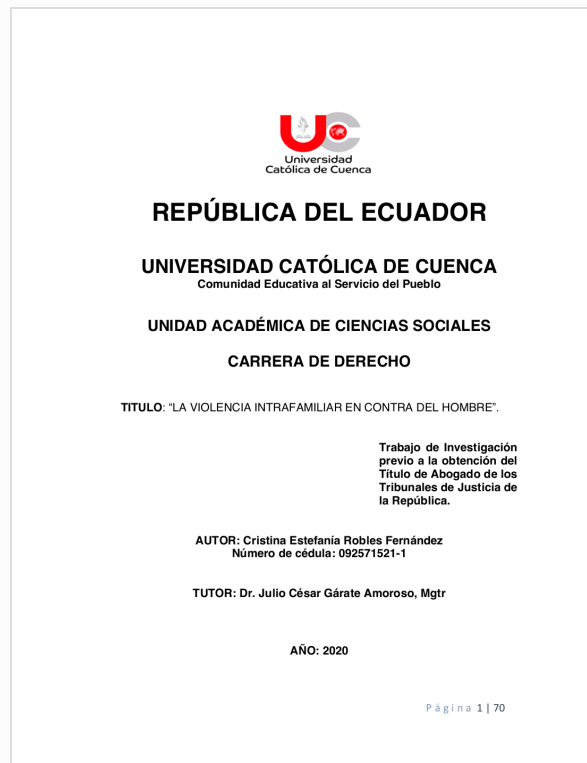 UC
Universidad
Católica de Cuenca
REPÚBLICA DEL ECUADOR
UNIVERSIDAD CATÓLICA DE CUENCA
Comunidad Educativa al Servicio del Pueblo
UNIDAD ACADÉMICA DE CIENCIAS SOCIALES
CARRERA DE DERECHO
TITULO: “LA VIOLENCIA INTRAFAMILIAR EN CONTRA DEL HOMBRE”.
Trabajo de Investigación
previo a la obtención del
Título de Abogado de los
Tribunales de Justicia de
la República.
AUTOR: Cristina Estefanía Robles Fernández
Número de cédula: 092571521-1
TUTOR: Dr. Julio César Gárate Amoroso, Mgtr
AÑO: 2020
Página 1 | 70